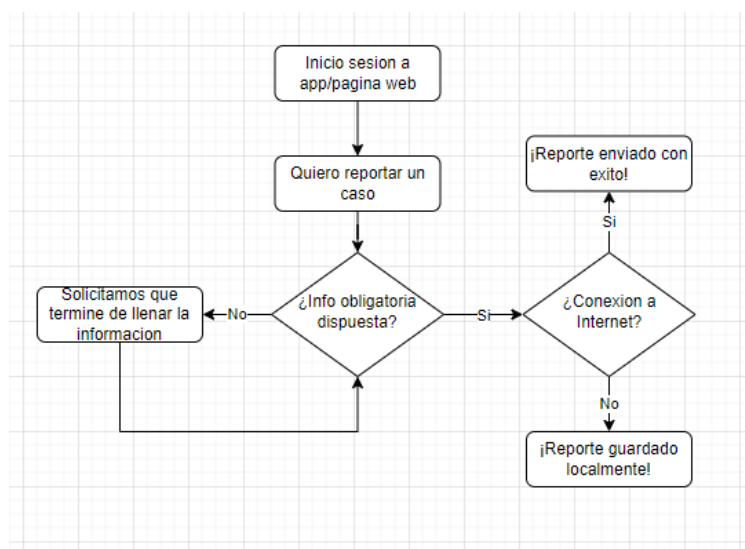 Inicio sesion a
app/pagina web
¡Reporte enviado con
exito!
Quiero reportar un
caso
Si
Solicitamos que
termine de llenar la
informacion
No
¿Info obligatoria
dispuesta?
Si
¿Conexion a
Internet?
No
¡Reporte guardado
localmente!